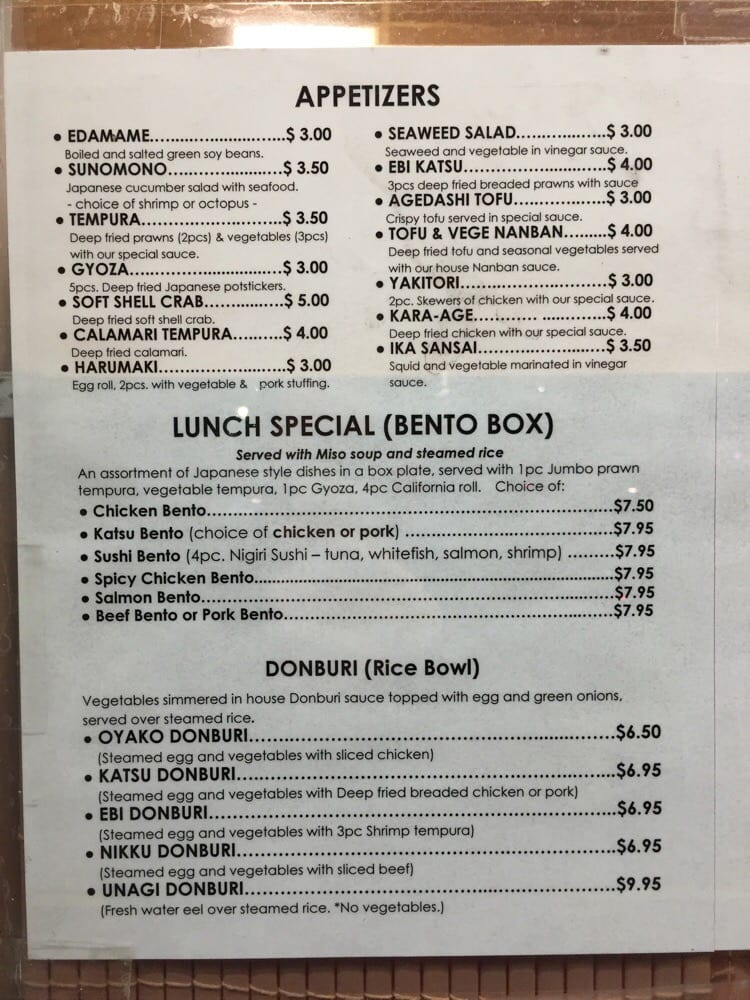 APPETIZERS
• EDAMAME...........................$ 3.00
Boiled and salted green soy beans.
• SUNOMONO.......................$ 3.50
Japanese cucumber salad with seafood.
- choice of shrimp or octopus -
• TEMPURA............................$ 3.50
Deep fried prawns (2pcs) & vegetables (3pcs)
with our special sauce.
• GYOZA..............................$ 3.00
5pcs. Deep fried Japanese potstickers.
• SOFT SHELL CRAB................$ 5.00
Deep fried soft shell crab.
• CALAMARI TEMPURA..........$ 4.00
Deep fried calamari.
• HARUMAKI.........................$ 3.00
Egg roll, 2pcs. with vegetable & pork stuffing.
• SEAWEED SALAD.................$ 3.00
Seaweed and vegetable in vinegar sauce.
• EBI KATSU...........................$ 4.00
3pcs deep fried breaded prawns with sauce
• AGEDASHI TOFU..................$ 3.00
Crispy tofu served in special sauce.
• TOFU & VEGE NANBAN........$ 4.00
Deep fried tofu and seasonal vegetables served
with our house Nanban sauce.
• YAKITORI............................$ 3.00
2pc. Skewers of chicken with our special sauce.
• KARA-AGE............ ............$ 4.00
Deep fried chicken with our special sauce.
• IKA SANSAI.........................$ 3.50
Squid and vegetable marinated in vinegar
sauce.
LUNCH SPECIAL (BENTO BOX)
Served with Miso soup and steamed rice
An assortment of Japanese style dishes in a box plate, served with 1pc Jumbo prawn
tempura, vegetable tempura, 1pc Gyoza, 4pc California roll. Choice of:
• Chicken Bento......................................................................$7.50
• Katsu Bento (choice of chicken or pork) ....................................$7.95
• Sushi Bento (4pc. Nigiri Sushi – tuna, whitefish, salmon, shrimp) .........$7.95
• Spicy Chicken Bento..............................................................$7.95
• Salmon Bento.......................................................................$7.95
• Beef Bento or Pork Bento........................................................$7.95
DONBURI (Rice Bowl)
Vegetables simmered in house Donburi sauce topped with egg and green onions,
served over steamed rice.
• OYAKO DONBURI................................................................$6.50
(Steamed egg and vegetables with sliced chicken)
• KATSU DONBURI.................................................................$6.95
(Steamed egg and vegetables with Deep fried breaded chicken or pork)
• EBI DONBURI......................................................................$6.95
(Steamed egg and vegetables with 3pc Shrimp tempura)
• NIKKU DONBURI.................................................................$6.95
(Steamed egg and vegetables with sliced beef)
• UNAGI DONBURI................................................................$9.95
(Fresh water eel over steamed rice. *No vegetables.)